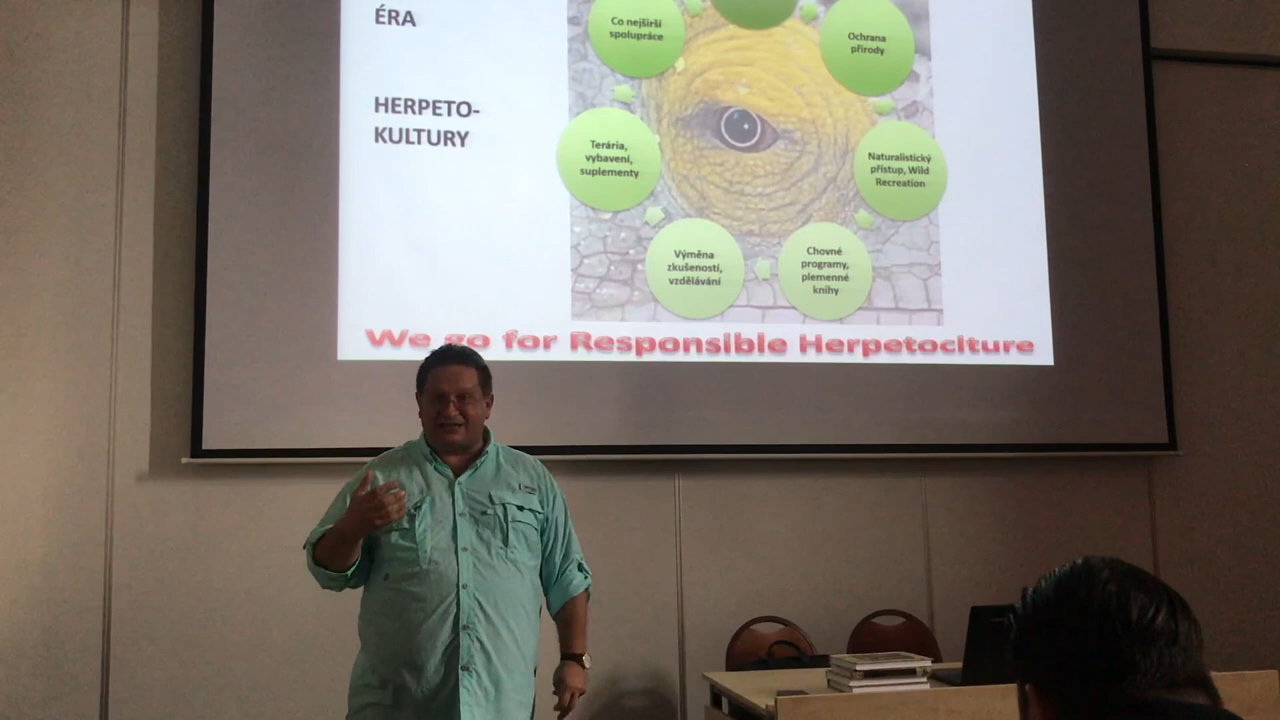 ÉRA
HERPETO-
KULTURY
Co nejširší
spolupráce
Ochrana
přírody
Terária,
vybavení,
suplementy
Naturalistický
přístup, Wild
Recreation
Výměna
zkušeností,
vzdělávání
Chovné
programy,
plemenné
knihy
We go for Responsible Herpetoclture